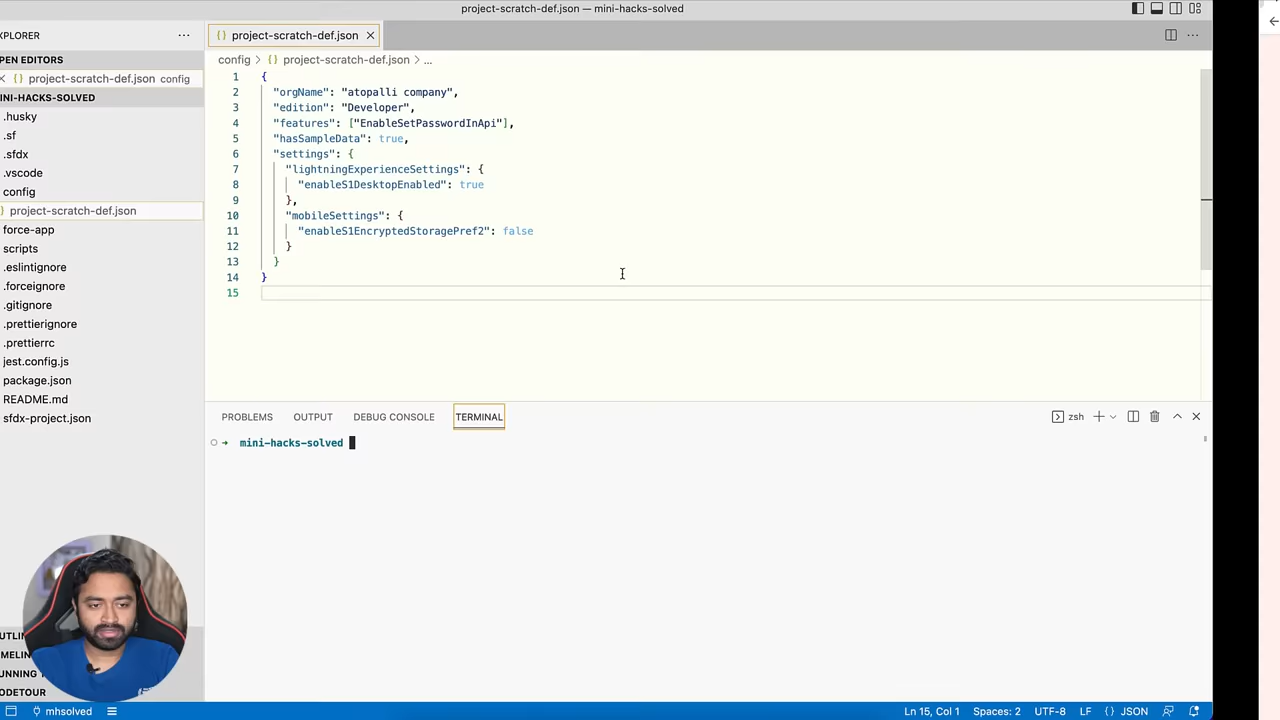 project-scratch-def.json — mini-hacks-solved
XPLORER
PEN EDITORS
project-scratch-def.json config
INI-HACKS-SOLVED
.husky
.sf
.sfdx
.vscode
config
project-scratch-def.json
force-app
scripts
.eslintignore
.forceignore
.gitignore
.prettierignore
.prettierrc
jest.config.js
package.json
README.md
sfdx-project.json
UTLIN
IMELIN
UNNING T
ODETOUR
{} project-scratch-def.json
config > {} project-scratch-def.json > ...
1 {
2 "orgName": "atopalli company",
3 "edition": "Developer",
4 "features": ["EnableSetPasswordInApi"],
5 "hasSampleData": true,
6 "settings": {
7 "lightningExperienceSettings": {
8 "enableS1DesktopEnabled": true
9 },
10 "mobileSettings": {
11 "enableS1EncryptedStoragePref2": false
12 }
13 }
14 }
15
PROBLEMS OUTPUT DEBUG CONSOLE TERMINAL zsh
mini-hacks-solved
mhsolved Ln 15, Col 1 Spaces: 2 UTF-8 LF {} JSON